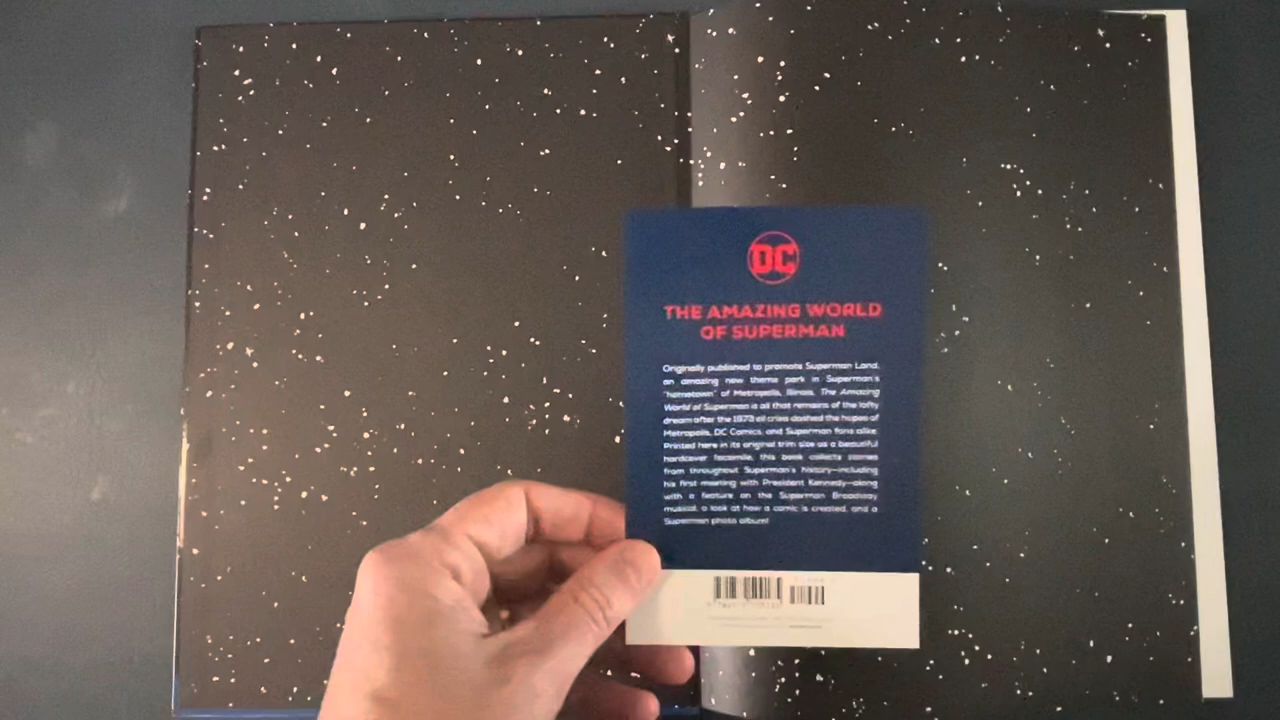 DC
THE AMAZING WORLD
OF SUPERMAN
Originally published to promote Superman Land,
an amazing new theme park in Superman's
"hometown" of Metropolis, Illinois, The Amazing
World of Superman is all that remains of the lofty
dream after the 1973 oil crisis dashed the hopes of
Metropolis, DC Comics, and Superman fans alike.
Printed here in its original trim size as a beautiful
hardcover facsimile, this book collects stories
from throughout Superman's history—including
his first meeting with President Kennedy—along
with a feature on the Superman Broadway
musical, a look at how a comic is created, and a
Superman photo album!